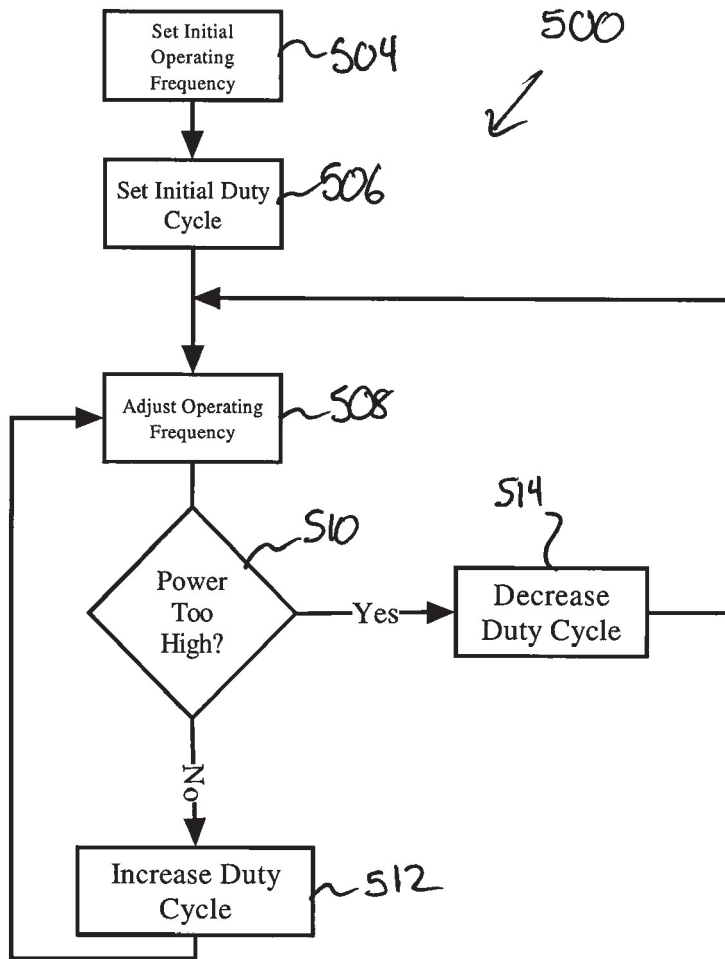 Set Initial
Operating
Frequency
504
500
Set Initial Duty
Cycle
506
Adjust Operating
Frequency
508
510
Power
Too
High?
Yes
514
Decrease
Duty Cycle
No
Increase Duty
Cycle
512